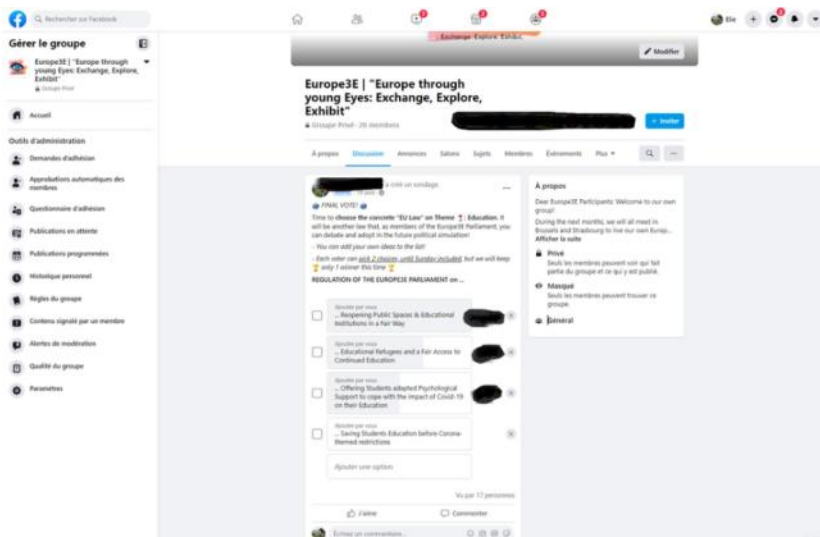 Rechercher sur Facebook
Elie
Gérer le groupe
Europe3E | "Europe through
young Eyes: Exchange, Explore,
Exhibit"
Groupe Privé
Accueil
Outils d'administration
Demandes d'adhésion
Approbations automatiques des
membres
Questionnaire d'adhésion
Publications en attente
Publications programmées
Historique personnel
Règles du groupe
Contenu signalé par un membre
Alertes de modération
Qualité du groupe
Paramètres
Exchange, Explore, Exhibit,
Modifier
Europe3E | "Europe through
young Eyes: Exchange, Explore,
Exhibit"
Groupe Privé · 20 membres
+ Inviter
À propos
Discussion
Annonces
Salons
Sujets
Membres
Événements
Plus
a créé un sondage.
FINAL VOTE!
Time to choose the concrete "EU Law" on Theme : Education. It
will be another law that, as members of the Europe3E Parliament, you
can debate and adopt in the future political simulation!
- You can add your own ideas to the list!
- Each voter can pick 2 choices, until Sunday included, but we will keep
only 1 winner this time
REGULATION OF THE EUROPE3E PARLIAMENT on ...
Ajoutée par vous
... Reopening Public Spaces & Educational
Institutions in a Fair Way
Ajoutée par vous
... Educational Refugees and a Fair Access to
Continued Education
Ajoutée par vous
... Offering Students adapted Psychological
Support to cope with the impact of Covid-19
on their Education
Ajoutée par vous
... Saving Students Education before Corona-
themed restrictions
Ajouter une option
Vu par 17 personnes
J'aime
Commenter
Écrivez un commentaire...
À propos
Dear Europe3E Participants: Welcome to our own
group!
During the next months, we will all meet in
Brussels and Strasbourg to live our own Europ...
Afficher la suite
Privé
Seuls les membres peuvent voir qui fait
partie du groupe et ce qui y est publié.
Masqué
Seuls les membres peuvent trouver ce
groupe.
Général